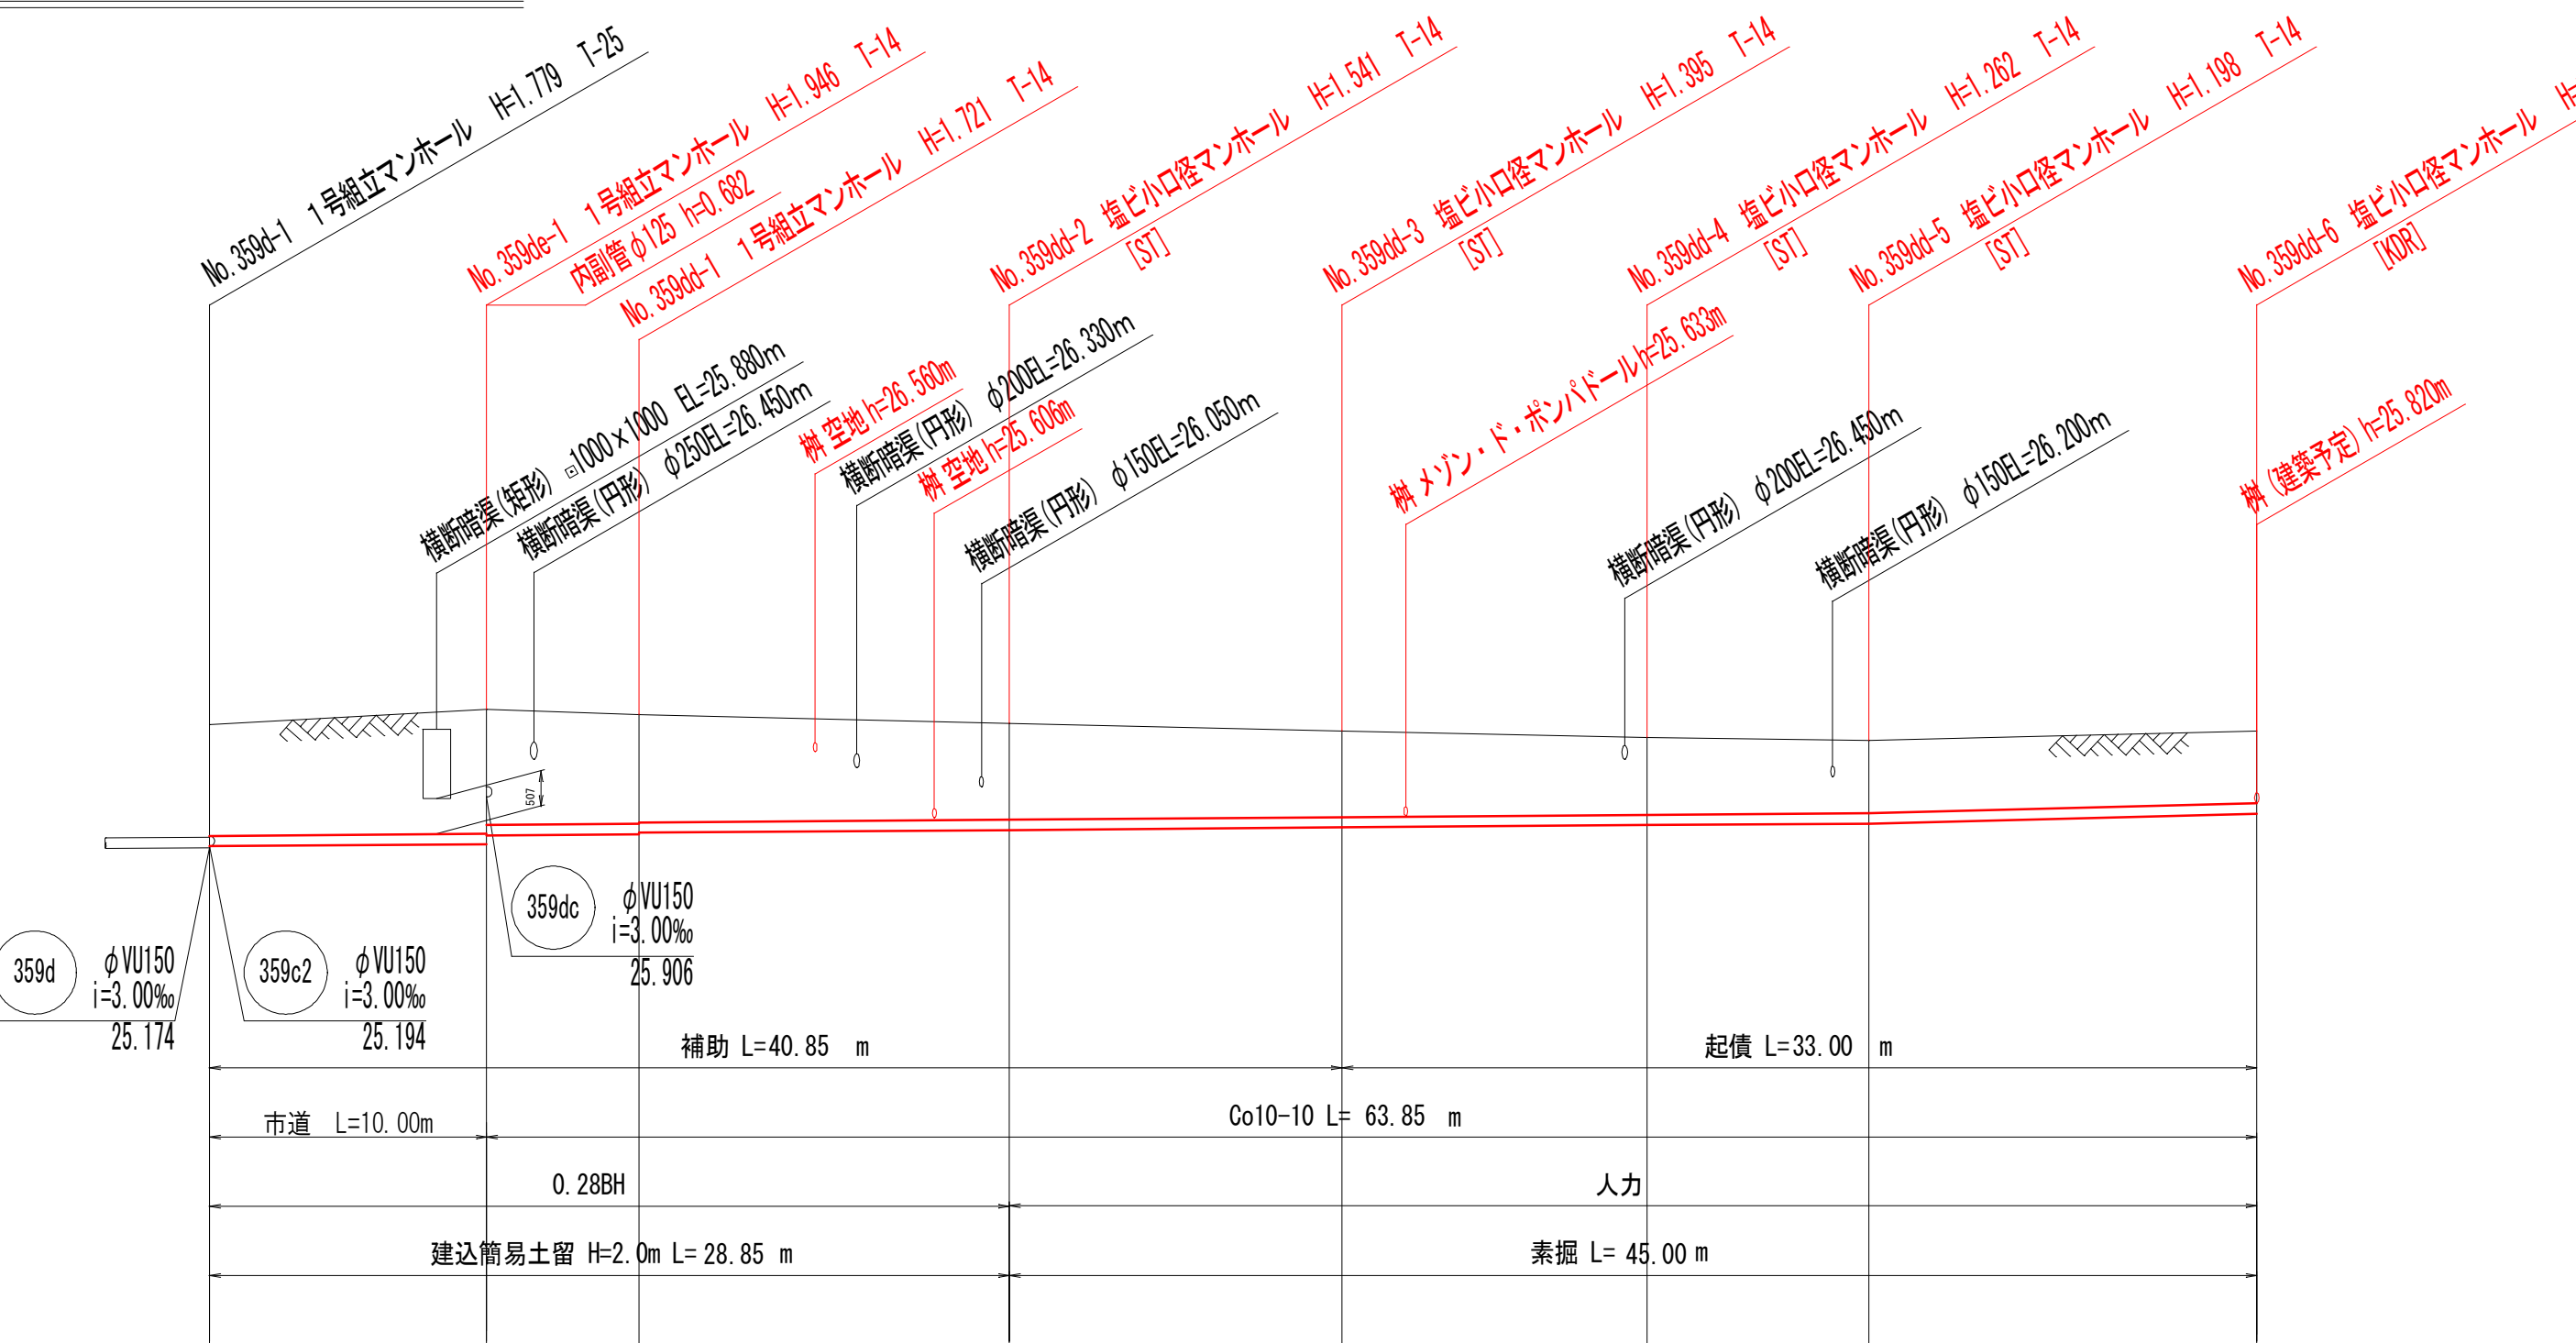 No.359d-1 1号組立マンホール H=1.779 T-25
No.359de-1 1号組立マンホール H=1.946 T-14
内副管φ125 h=0.682
No.359dd-1 1号組立マンホール H=1.721 T-14
No.359dd-2 塩ビ小口径マンホール H=1.541 T-14
[ST]
No.359dd-3 塩ビ小口径マンホール H=1.395 T-14
[ST]
No.359dd-4 塩ビ小口径マンホール H=1.262 T-14
[ST]
No.359dd-5 塩ビ小口径マンホール H=1.198 T-14
[ST]
No.359dd-6 塩ビ小口径マンホール
[KDR]
横断暗渠(矩形) □1000×1000 EL=25.880m
横断暗渠(円形) φ250EL=26.450m
桝 空地 h=26.560m
横断暗渠(円形) φ200EL=26.330m
桝 空地 h=25.606m
横断暗渠(円形) φ150EL=26.050m
桝 メゾン・ド・ポンパドール h=25.633m
横断暗渠(円形) φ200EL=26.450m
横断暗渠(円形) φ150EL=26.200m
桝 (建築予定) h=25.820m
507
359dc φVU150
i=3.00‰
25.906
359d φVU150
i=3.00‰
25.174
359c2 φVU150
i=3.00‰
25.194
補助 L=40.85 m
起債 L=33.00 m
市道 L=10.00m
Co10-10 L= 63.85 m
0.28BH
人力
建込簡易土留 H=2.0m L= 28.85 m
素掘 L= 45.00 m